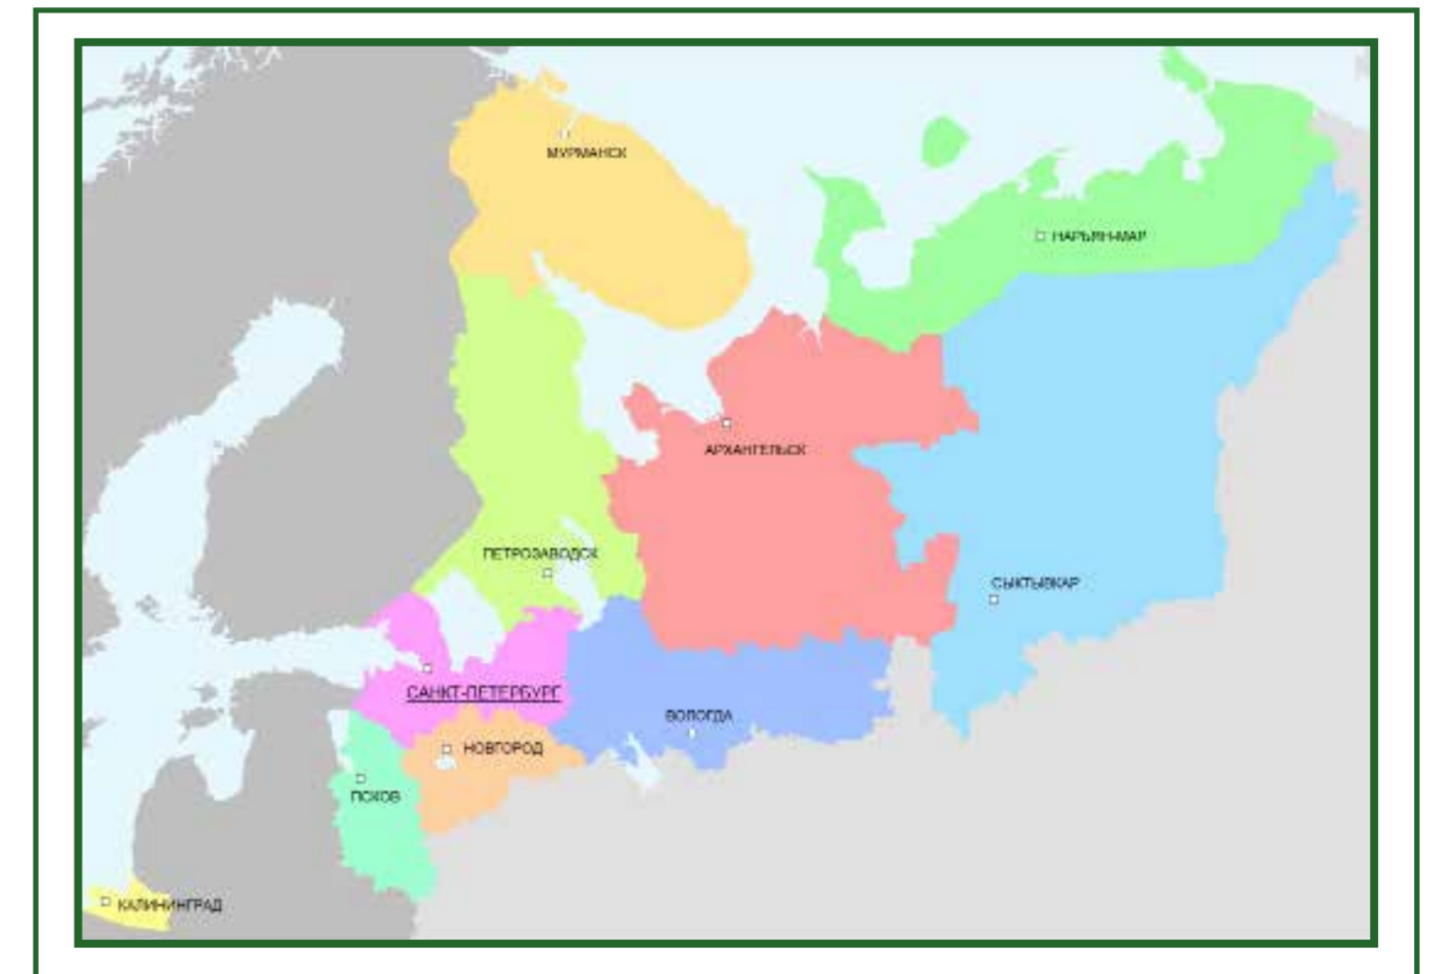 МУРМАНСК
НАРЬЯН-МАР
АРХАНГЕЛЬСК
ПЕТРОЗАВОДСК
СЫКТЫВКАР
САНКТ-ПЕТЕРБУРГ
ВОЛОГДА
НОВГОРОД
ПСКОВ
КАЛИНИНГРАД